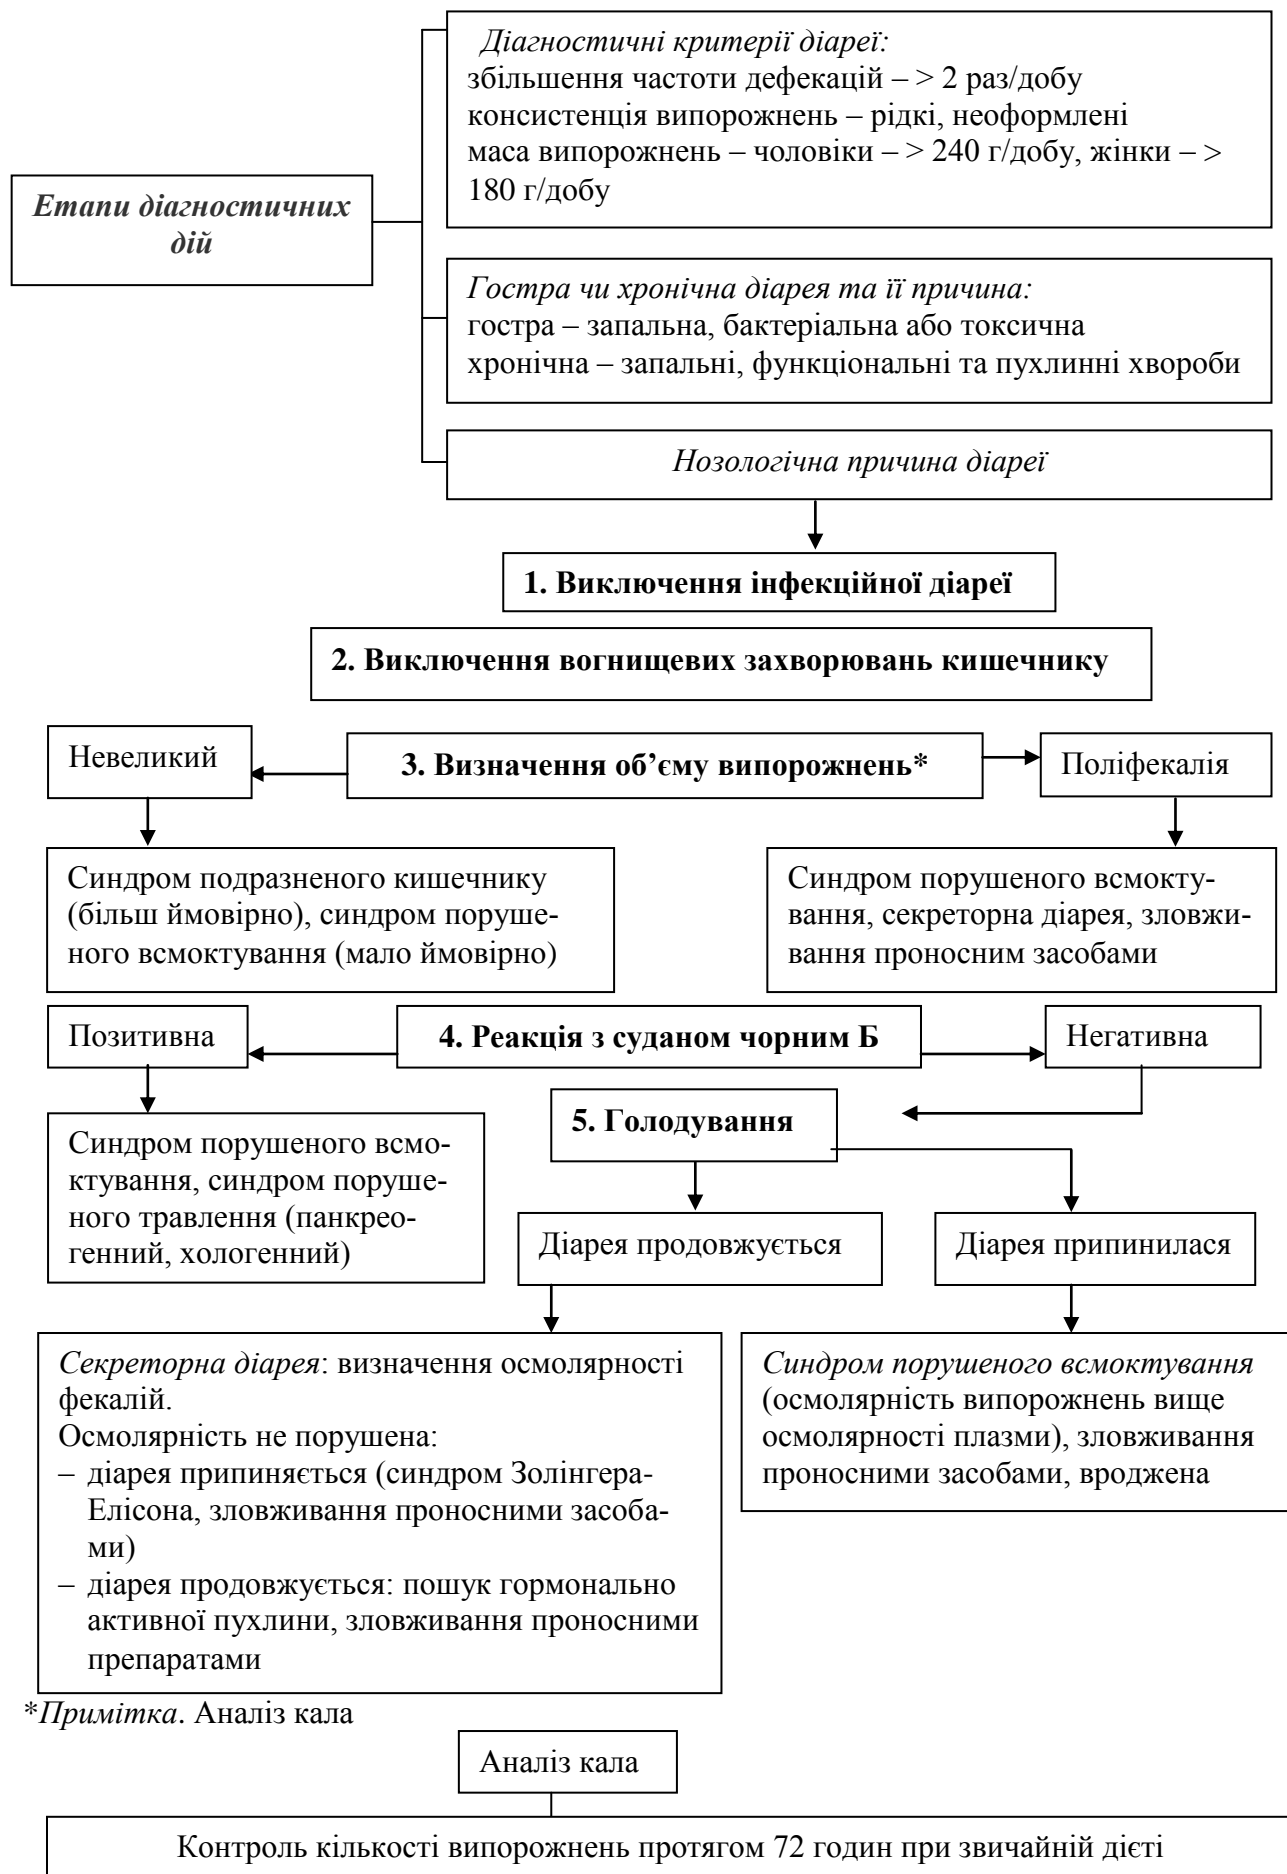 Діагностичні критерії діареї:
збільшення частоти дефекацій – > 2 раз/добу
консистенція випорожнень – рідкі, неоформлені
маса випорожнень – чоловіки – > 240 г/добу, жінки – >
180 г/добу
Етапи діагностичних
дій
Гостра чи хронічна діарея та її причина:
гостра – запальна, бактеріальна або токсична
хронічна – запальні, функціональні та пухлинні хвороби
Нозологічна причина діареї
1. Виключення інфекційної діареї
2. Виключення вогнищевих захворювань кишечнику
Невеликий
3. Визначення об’єму випорожнень*
Поліфекалія
Синдром подразненого кишечнику
(більш ймовірно), синдром поруше-
ного всмоктування (мало ймовірно)
Синдром порушеного всмокту-
вання, секреторна діарея, зловжи-
вання проносним засобами
Позитивна
4. Реакція з суданом чорним Б
Негативна
5. Голодування
Синдром порушеного всмо-
ктування, синдром поруше-
ного травлення (панкрео-
генний, хологенний)
Діарея продовжується
Діарея припинилася
Секреторна діарея: визначення осмолярності
фекалій.
Осмолярність не порушена:
– діарея припиняється (синдром Золінгера-
Елісона, зловживання проносними засоба-
ми)
– діарея продовжується: пошук гормонально
активної пухлини, зловживання проносними
препаратами
Синдром порушеного всмоктування
(осмолярність випорожнень вище
осмолярності плазми), зловживання
проносними засобами, вроджена
*Примітка. Аналіз кала
Аналіз кала
Контроль кількості випорожнень протягом 72 годин при звичайній дієті